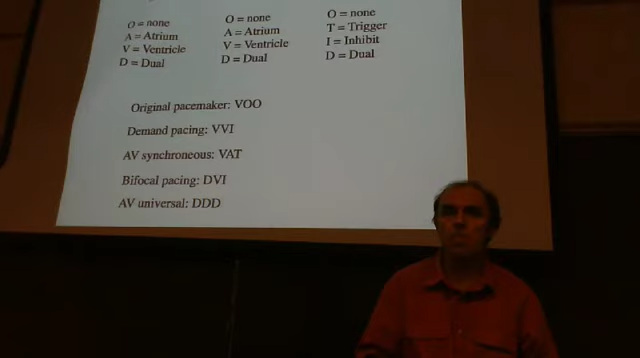 O = none O = none O = none
A = Atrium A = Atrium T = Trigger
V = Ventricle V = Ventricle I = Inhibit
D = Dual D = Dual D = Dual
Original pacemaker: VOO
Demand pacing: VVI
AV synchroneous: VAT
Bifocal pacing: DVI
AV universal: DDD